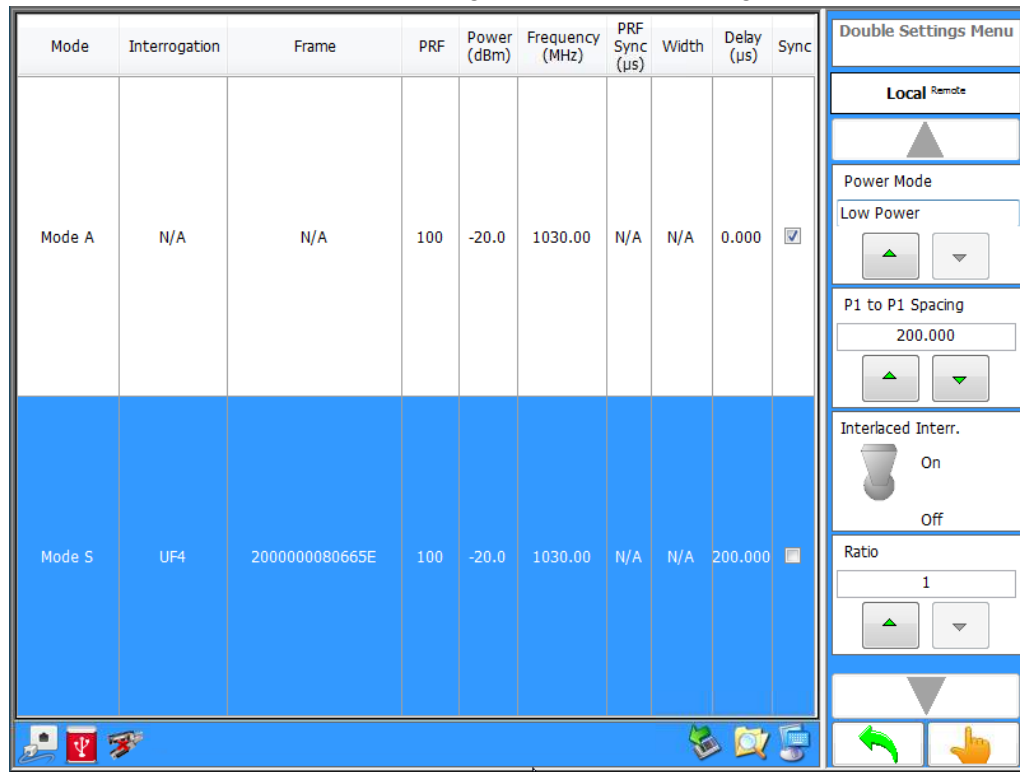 Mode Interrogation Frame PRF Power (dBm) Frequency (MHz) PRF Sync (µs) Width Delay (µs) Sync
Mode A N/A N/A 100 -20.0 1030.00 N/A N/A 0.000
Mode S UF4 2000000080665E 100 -20.0 1030.00 N/A N/A 200.000
Double Settings Menu
Local Remote
Power Mode
Low Power
P1 to P1 Spacing
200.000
Interlaced Interr.
On
Off
Ratio
1